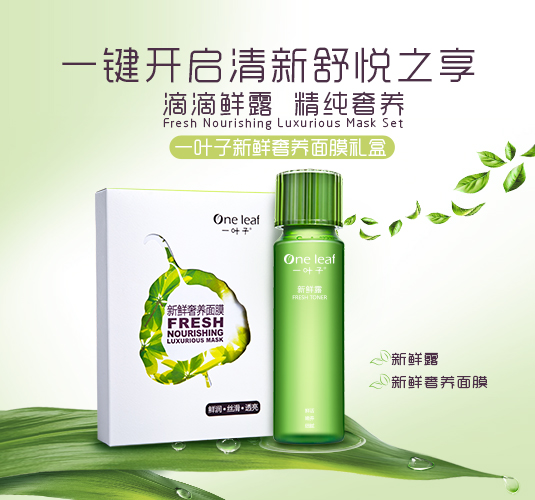 一键开启清新舒悦之享
滴滴鲜露 精纯奢养
Fresh Nourishing Luxurious Mask Set
一叶子新鲜奢养面膜礼盒
One leaf
一叶子®
新鲜奢养面膜
FRESH
NOURISHING
LUXURIOUS MASK
鲜润•丝滑•透亮
One leaf
一叶子®
新鲜露
FRESH TONER
新鲜露
新鲜奢养面膜